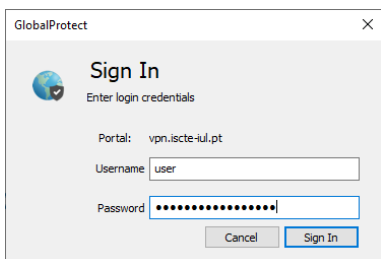 GlobalProtect
Sign In
Enter login credentials
Portal: vpn.iscte-iul.pt
Username user
Password •••••••••••••••••
Cancel Sign In